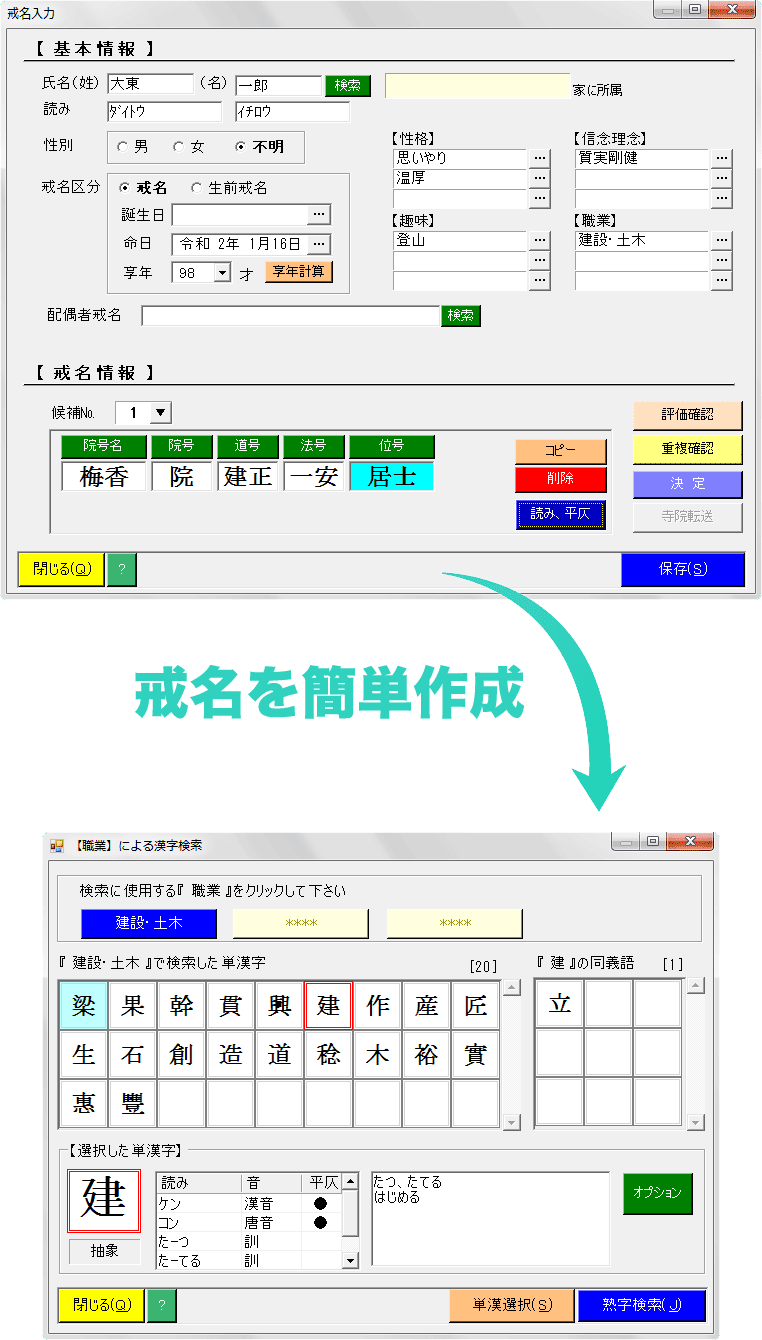 戒名入力
【 基本情報 】
氏名(姓) 大東 (名) 一郎 検索 家に所属
読み ﾀﾞｲﾄｳ ｲﾁﾛｳ
性別 男 女 不明
戒名区分 戒名 生前戒名
誕生日 ...
命日 令和 2年 1月16日 ...
享年 98 才 享年計算
【性格】
思いやり ...
温厚 ...
...
【信念理念】
質実剛健 ...
...
...
【趣味】
登山 ...
...
...
【職業】
建設・土木 ...
...
...
配偶者戒名 検索
【 戒名情報 】
候補No. 1
院号名 院号 道号 法号 位号
梅香 院 建正 一安 居士
コピー
削除
読み、平仄
評価確認
重複確認
決 定
寺院転送
閉じる(Q) ? 保存(S)
戒名を簡単作成
【職業】による漢字検索
検索に使用する『 職業 』をクリックして下さい
建設・土木 **** ****
『 建設・土木 』で検索した単漢字 [20]
梁 果 幹 貫 興 建 作 産 匠
生 石 創 造 道 稔 木 裕 實
惠 豐
『 建 』の同義語 [1]
立
【選択した単漢字】
建
抽象
読み 音 平仄
ケン 漢音 ●
コン 唐音 ●
たーつ 訓
たーてる 訓
たつ、たてる
はじめる
オプション
閉じる(Q) ? 単漢選択(S) 熟字検索(J)